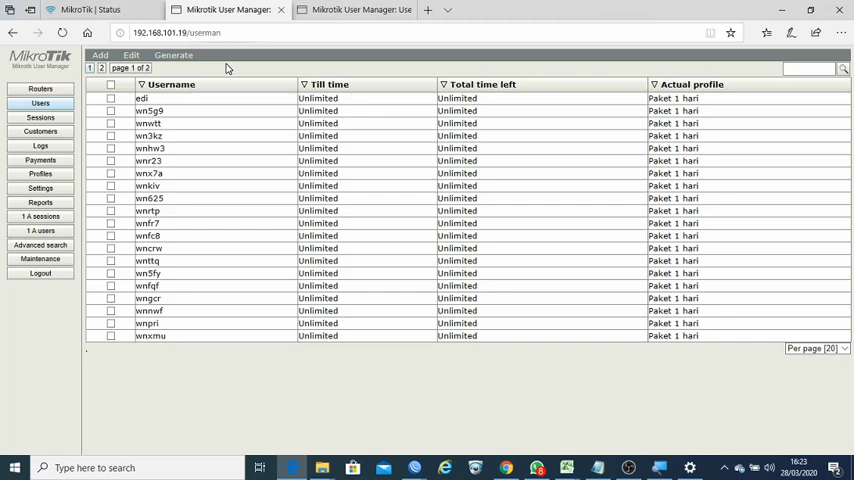 MikroTik | Status
Mikrotik User Manager:
Mikrotik User Manager: Use
192.168.101.19/userman
MikroTik
Mikrotik User Manager
Routers
Users
Sessions
Customers
Logs
Payments
Profiles
Settings
Reports
1 A sessions
1 A users
Advanced search
Maintenance
Logout
Add Edit Generate
1 2 page 1 of 2
Username Till time Total time left Actual profile
edi Unlimited Unlimited Paket 1 hari
wn5g9 Unlimited Unlimited Paket 1 hari
wnwtt Unlimited Unlimited Paket 1 hari
wn3kz Unlimited Unlimited Paket 1 hari
wnhw3 Unlimited Unlimited Paket 1 hari
wnr23 Unlimited Unlimited Paket 1 hari
wnx7a Unlimited Unlimited Paket 1 hari
wnkiv Unlimited Unlimited Paket 1 hari
wn625 Unlimited Unlimited Paket 1 hari
wnrtp Unlimited Unlimited Paket 1 hari
wnfr7 Unlimited Unlimited Paket 1 hari
wnfc8 Unlimited Unlimited Paket 1 hari
wncrw Unlimited Unlimited Paket 1 hari
wnttq Unlimited Unlimited Paket 1 hari
wn5fy Unlimited Unlimited Paket 1 hari
wnfqf Unlimited Unlimited Paket 1 hari
wngcr Unlimited Unlimited Paket 1 hari
wnnwf Unlimited Unlimited Paket 1 hari
wnpri Unlimited Unlimited Paket 1 hari
wnxmu Unlimited Unlimited Paket 1 hari
Per page [20]
Type here to search
8
16:23
28/03/2020
2